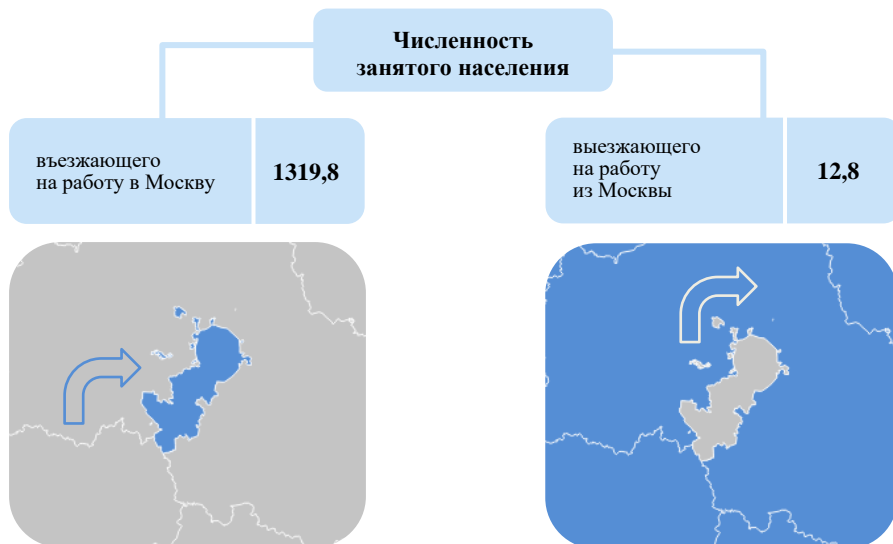 Численность
занятого населения
въезжающего
на работу в Москву
1319,8
выезжающего
на работу
из Москвы
12,8